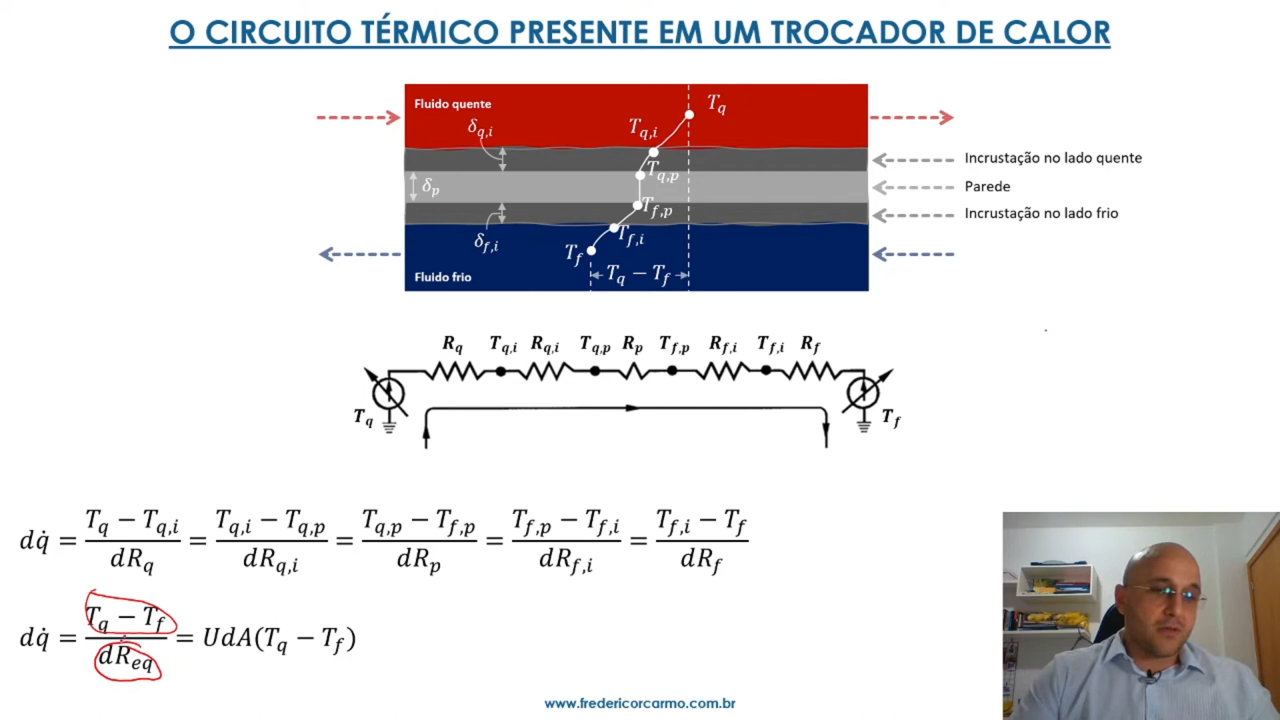 O CIRCUITO TÉRMICO PRESENTE EM UM TROCADOR DE CALOR
Fluido quente
T_q
δ_{q,i}
T_{q,i}
Incrustação no lado quente
T_{q,p}
δ_p
Parede
T_{f,p}
Incrustação no lado frio
δ_{f,i}
T_{f,i}
T_f
T_q − T_f
Fluido frio
R_q T_{q,i} R_{q,i} T_{q,p} R_p T_{f,p} R_{f,i} T_{f,i} R_f
T_q T_f
dq̇ = (T_q − T_{q,i})/dR_q = (T_{q,i} − T_{q,p})/dR_{q,i} = (T_{q,p} − T_{f,p})/dR_p = (T_{f,p} − T_{f,i})/dR_{f,i} = (T_{f,i} − T_f)/dR_f
dq̇ = (T_q − T_f)/dR_{eq} = UdA(T_q − T_f)
www.fredericorcarmo.com.br